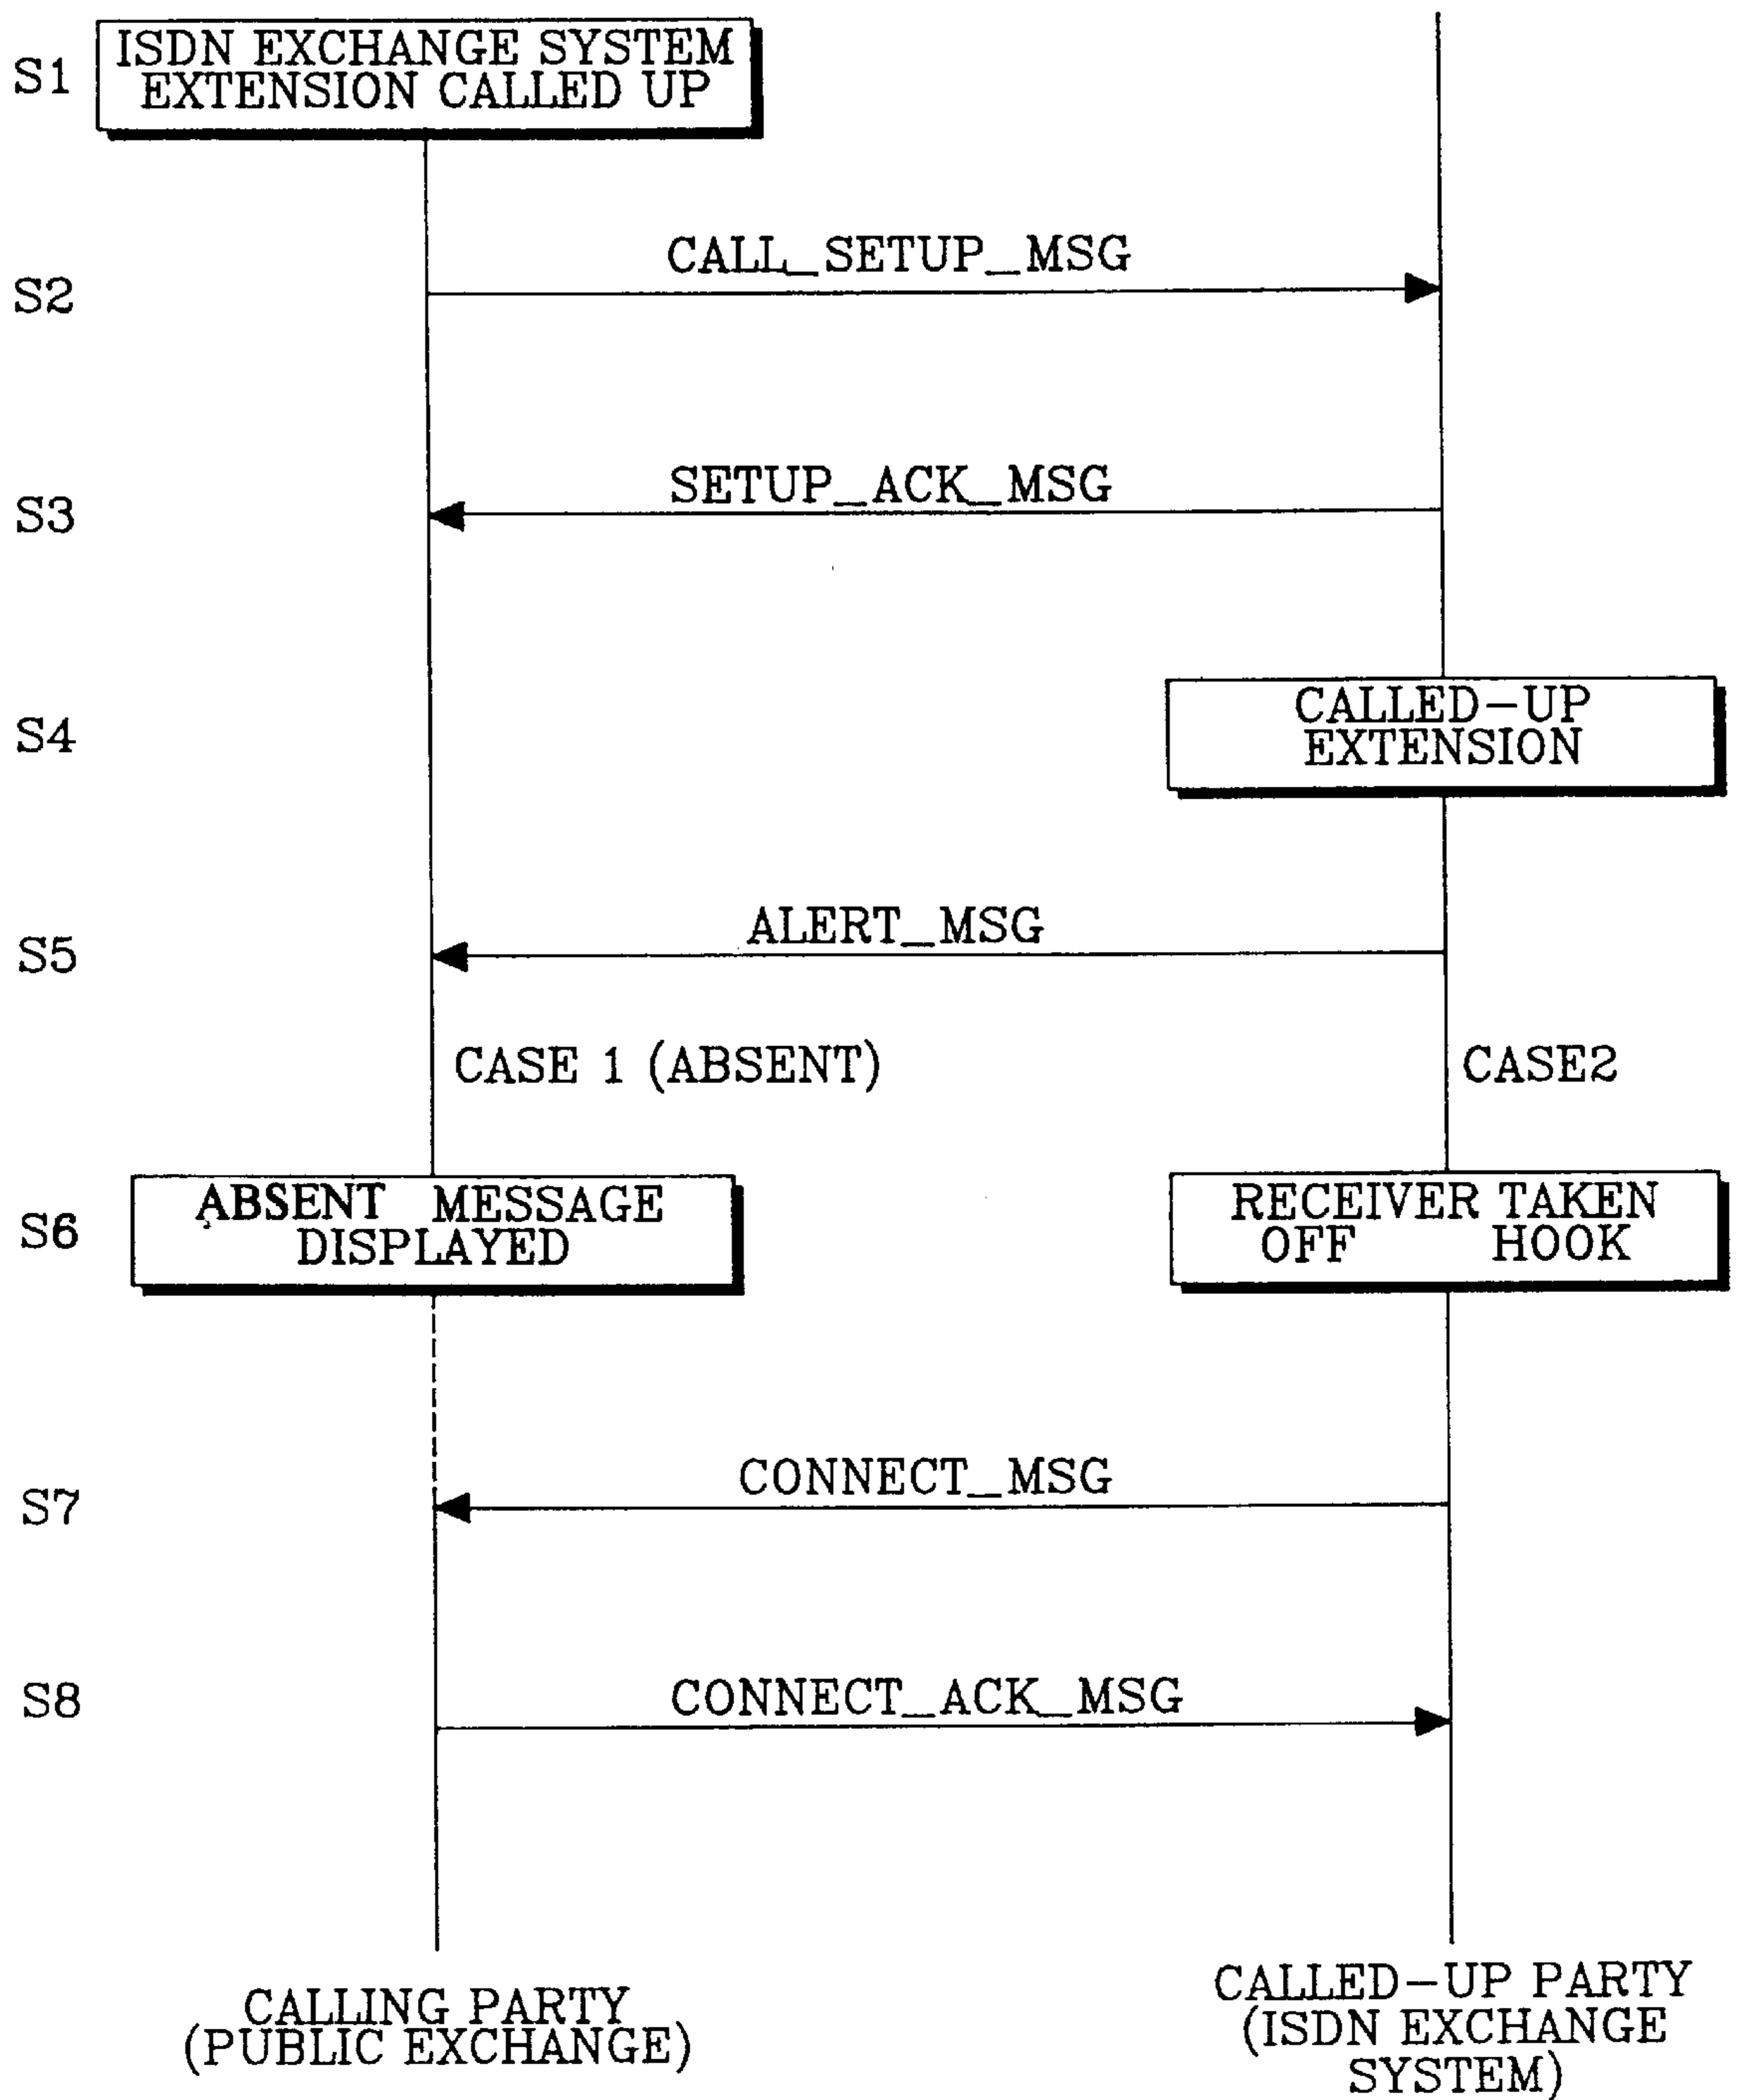 S1
ISDN EXCHANGE SYSTEM
EXTENSION CALLED UP
S2
CALL_SETUP_MSG
S3
SETUP_ACK_MSG
S4
CALLED-UP
EXTENSION
S5
ALERT_MSG
CASE 1 (ABSENT)
CASE2
S6
ABSENT MESSAGE
DISPLAYED
RECEIVER TAKEN
OFF HOOK
S7
CONNECT_MSG
S8
CONNECT_ACK_MSG
CALLING PARTY
(PUBLIC EXCHANGE)
CALLED-UP PARTY
(ISDN EXCHANGE
SYSTEM)